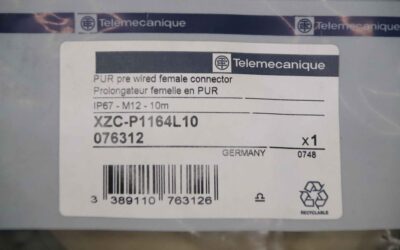 Telemecanique
Telemecanique
PUR pre wired female connector
Prolongateur femelle en PUR
IP67 - M12 - 10m
XZC-P1164L10
076312
x1
GERMANY
0748
3 389110 763126
RECYCLABLE